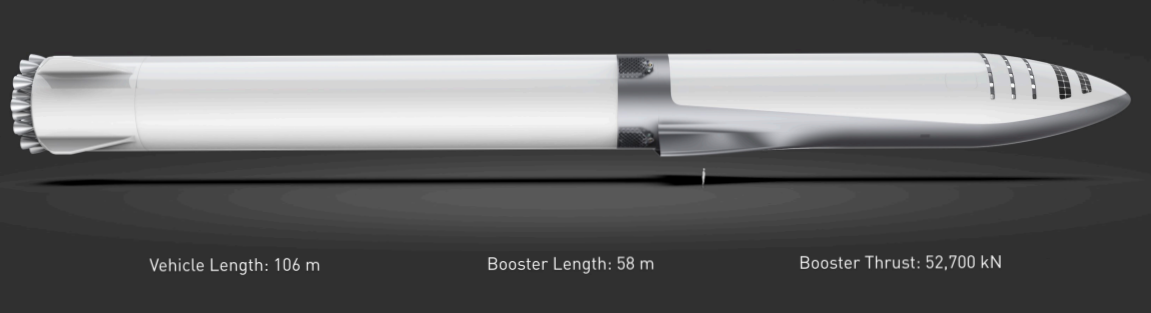 Vehicle Length: 106 m
Booster Length: 58 m
Booster Thrust: 52,700 kN